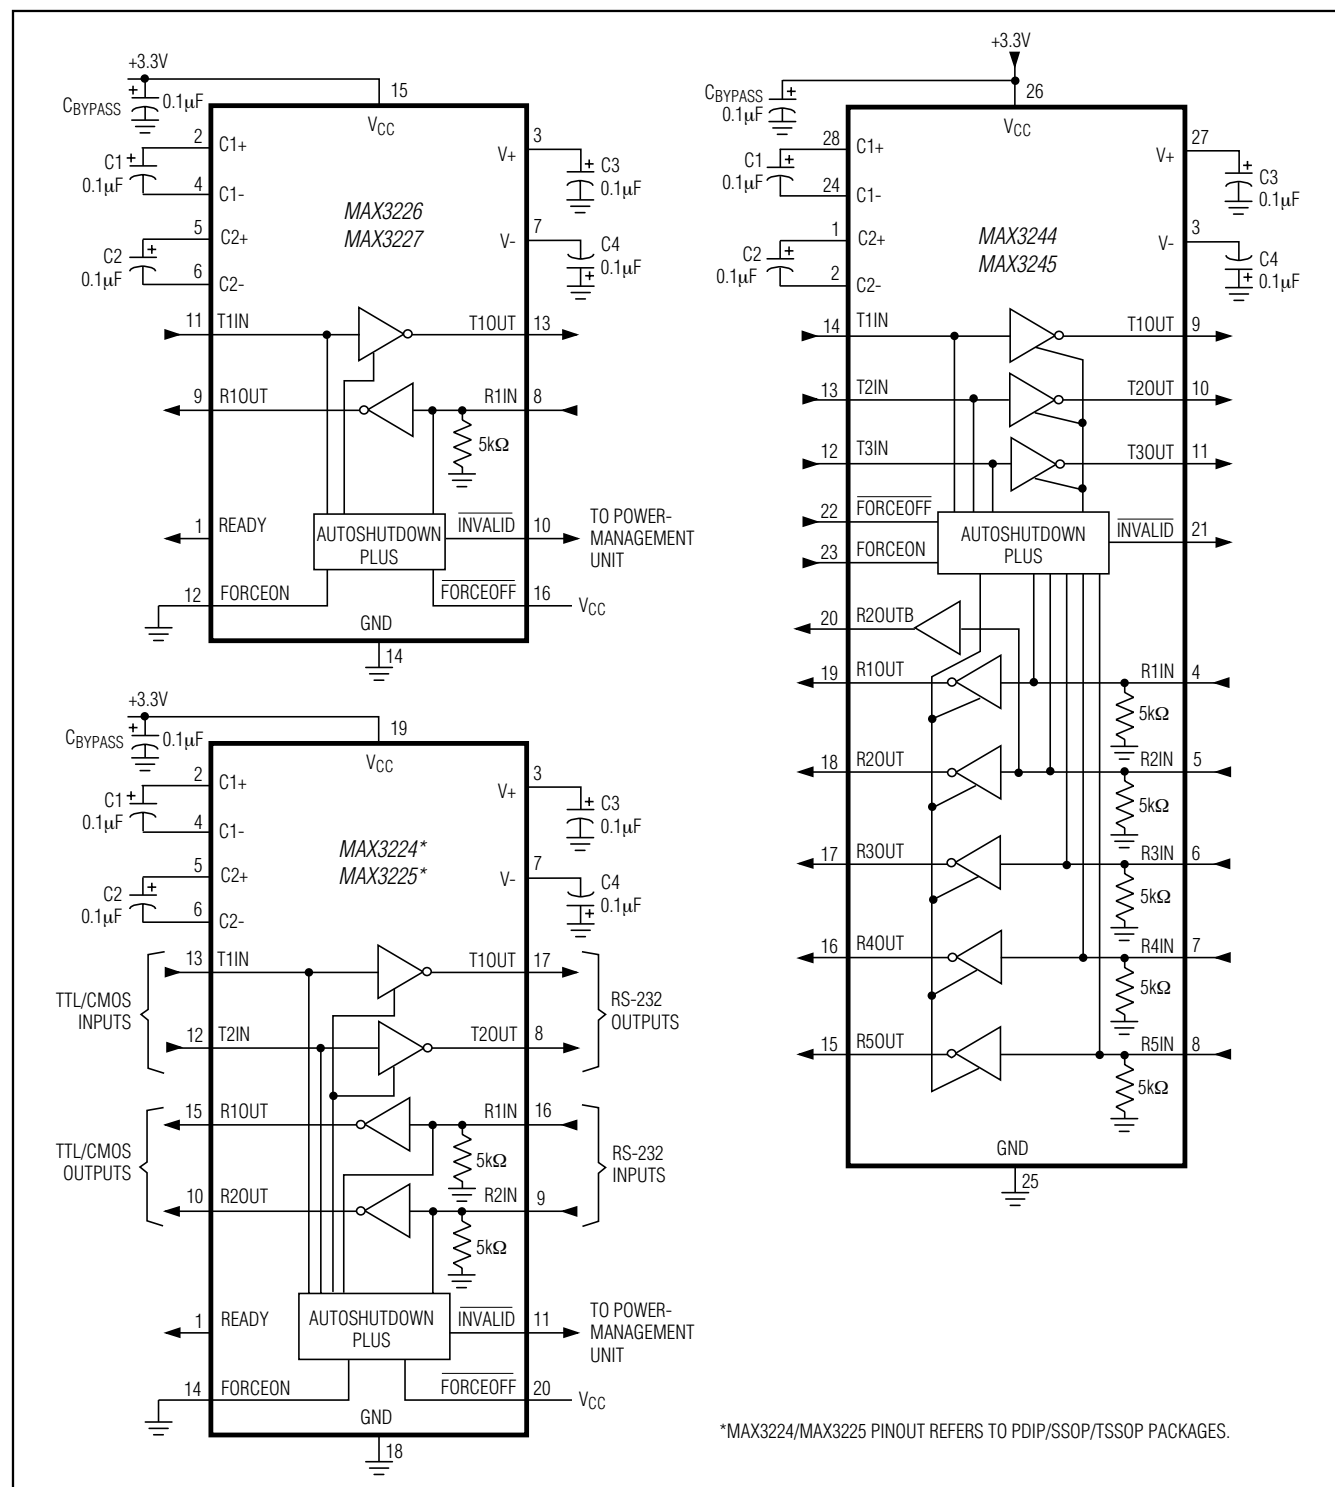 +3.3V
CBYPASS
0.1µF
15
VCC
2
C1+
C1
0.1µF
4
C1-
5
C2+
C2
0.1µF
6
C2-
3
V+
C3
0.1µF
7
V-
C4
0.1µF
MAX3226
MAX3227
11
T1IN
T1OUT
13
9
R1OUT
R1IN
8
5kΩ
1
READY
AUTOSHUTDOWN
PLUS
INVALID
10
TO POWER-
MANAGEMENT
UNIT
12
FORCEON
FORCEOFF
16
VCC
GND
14
+3.3V
CBYPASS
0.1µF
19
VCC
2
C1+
C1
0.1µF
4
C1-
5
C2+
C2
0.1µF
6
C2-
3
V+
C3
0.1µF
7
V-
C4
0.1µF
MAX3224*
MAX3225*
TTL/CMOS
INPUTS
13
T1IN
T1OUT
17
12
T2IN
T2OUT
8
RS-232
OUTPUTS
TTL/CMOS
OUTPUTS
15
R1OUT
R1IN
16
5kΩ
10
R2OUT
R2IN
9
5kΩ
RS-232
INPUTS
1
READY
AUTOSHUTDOWN
PLUS
INVALID
11
TO POWER-
MANAGEMENT
UNIT
14
FORCEON
FORCEOFF
20
VCC
GND
18
+3.3V
CBYPASS
0.1µF
26
VCC
28
C1+
C1
0.1µF
24
C1-
1
C2+
C2
0.1µF
2
C2-
27
V+
C3
0.1µF
3
V-
C4
0.1µF
MAX3244
MAX3245
14
T1IN
T1OUT
9
13
T2IN
T2OUT
10
12
T3IN
T3OUT
11
22
FORCEOFF
23
FORCEON
AUTOSHUTDOWN
PLUS
INVALID
21
20
R2OUTB
19
R1OUT
R1IN
4
5kΩ
18
R2OUT
R2IN
5
5kΩ
17
R3OUT
R3IN
6
5kΩ
16
R4OUT
R4IN
7
5kΩ
15
R5OUT
R5IN
8
5kΩ
GND
25
*MAX3224/MAX3225 PINOUT REFERS TO PDIP/SSOP/TSSOP PACKAGES.